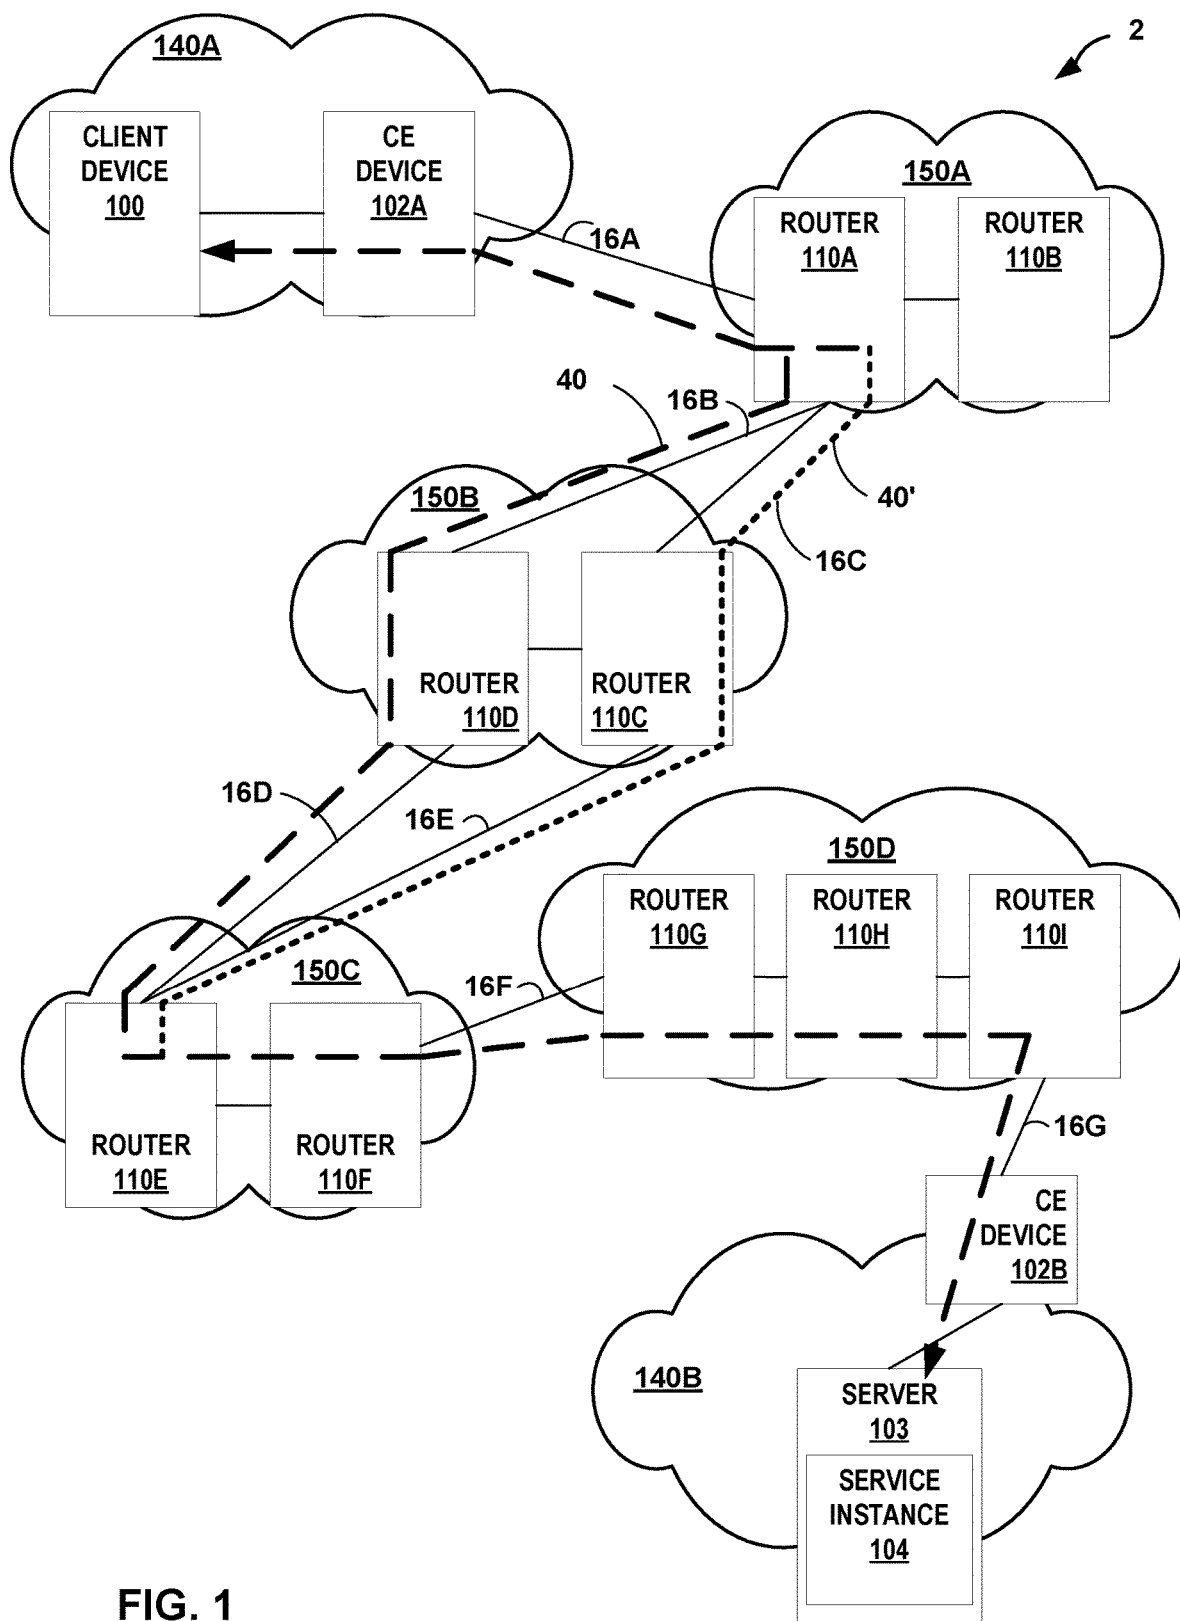 2
140A
CLIENT
DEVICE
100
CE
DEVICE
102A
150A
ROUTER
110A
ROUTER
110B
16A
40
16B
40'
16C
150B
ROUTER
110D
ROUTER
110C
16D
16E
150D
ROUTER
110G
ROUTER
110H
ROUTER
110I
150C
16F
ROUTER
110E
ROUTER
110F
16G
CE
DEVICE
102B
140B
SERVER
103
SERVICE
INSTANCE
104
FIG. 1